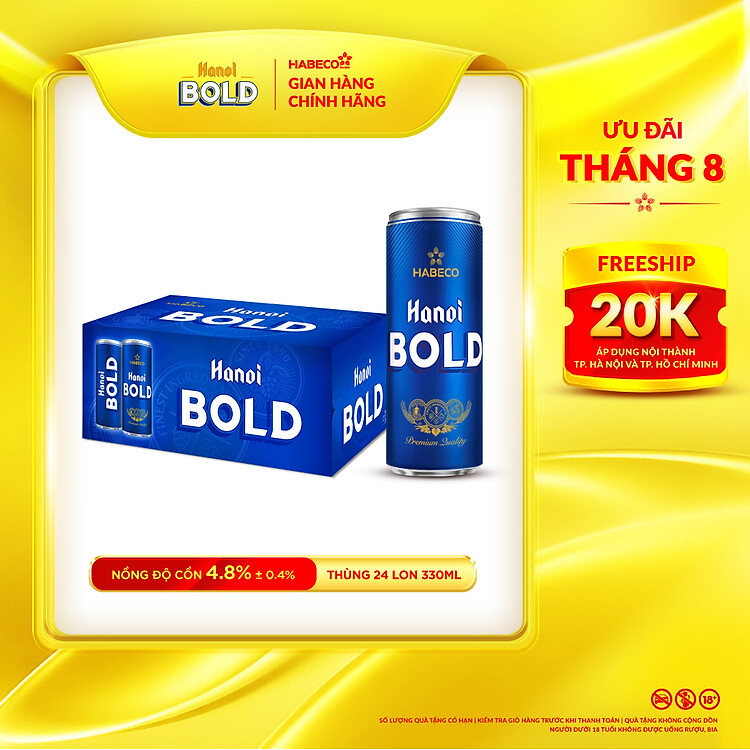 Hanoi
BOLD
HABECO
GIAN HÀNG
CHÍNH HÃNG
ƯU ĐÃI
THÁNG 8
FREESHIP
20K
ÁP DỤNG NỘI THÀNH
TP. HÀ NỘI VÀ TP. HỒ CHÍ MINH
HABECO
Hanoi
BOLD
Premium Quality
HABECO
Hanoi
BOLD
Hanoi
BOLD
HABECO
Hanoi
BOLD
Hanoi
BOLD
Hanoi
BOLD
NỒNG ĐỘ CỒN 4.8% ± 0.4%
THÙNG 24 LON 330ML
18+
SỐ LƯỢNG QUÀ TẶNG CÓ HẠN | KIỂM TRA GIỎ HÀNG TRƯỚC KHI THANH TOÁN | QUÀ TẶNG KHÔNG CỘNG DỒN
NGƯỜI DƯỚI 18 TUỔI KHÔNG ĐƯỢC UỐNG RƯỢU, BIA